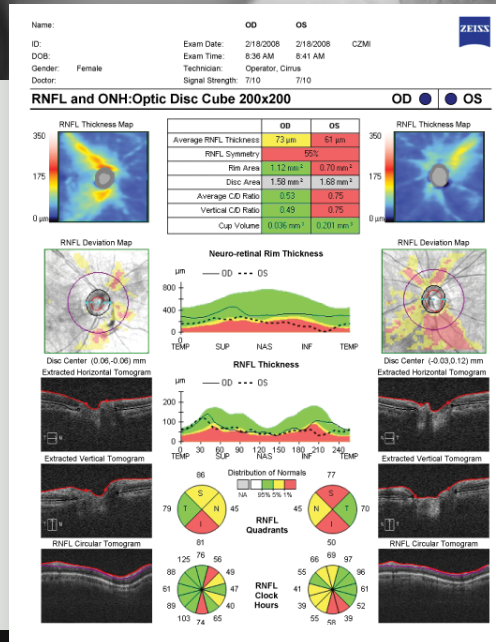 Name: OD OS
ZEISS
ID: Exam Date: 2/18/2008 2/18/2008 CZMI
DOB: Exam Time: 8:36 AM 8:41 AM
Gender: Female Technician: Operator, Cirrus
Doctor: Signal Strength: 7/10 7/10
RNFL and ONH:Optic Disc Cube 200x200 OD OS
RNFL Thickness Map
350
175
0 µm
OD OS
Average RNFL Thickness 73 µm 61 µm
RNFL Symmetry 55%
Rim Area 1.12 mm² 0.70 mm²
Disc Area 1.58 mm² 1.68 mm²
Average C/D Ratio 0.53 0.75
Vertical C/D Ratio 0.49 0.75
Cup Volume 0.036 mm³ 0.201 mm³
RNFL Thickness Map
350
175
0 µm
RNFL Deviation Map
Disc Center (0.06,-0.06) mm
Neuro-retinal Rim Thickness
µm OD OS
800
400
0
TEMP SUP NAS INF TEMP
RNFL Deviation Map
Disc Center (-0.03,0.12) mm
Extracted Horizontal Tomogram
RNFL Thickness
µm OD OS
200
100
0
0 30 60 90 120 150 180 210 240
TEMP SUP NAS INF TEMP
Extracted Horizontal Tomogram
Extracted Vertical Tomogram
Distribution of Normals
NA 95% 5% 1%
86
S
79 T N 45
I
81
RNFL
Quadrants
77
S
45 N T 70
I
50
Extracted Vertical Tomogram
RNFL Circular Tomogram
125 76 56
88 49
61 47
89 40
103 74 65
RNFL
Clock
Hours
66 69 97
55 96
41 61
39 52
55 58 39
RNFL Circular Tomogram